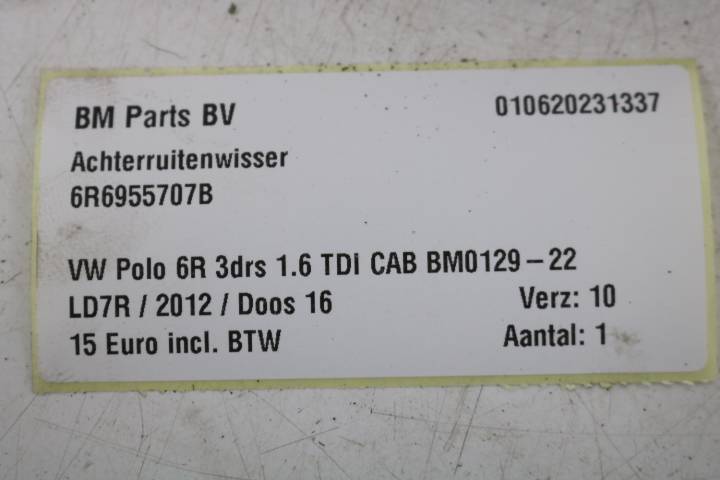 BM Parts BV 010620231337
Achterruitenwisser
6R6955707B
VW Polo 6R 3drs 1.6 TDI CAB BM0129 – 22
LD7R / 2012 / Doos 16 Verz: 10
15 Euro incl. BTW Aantal: 1